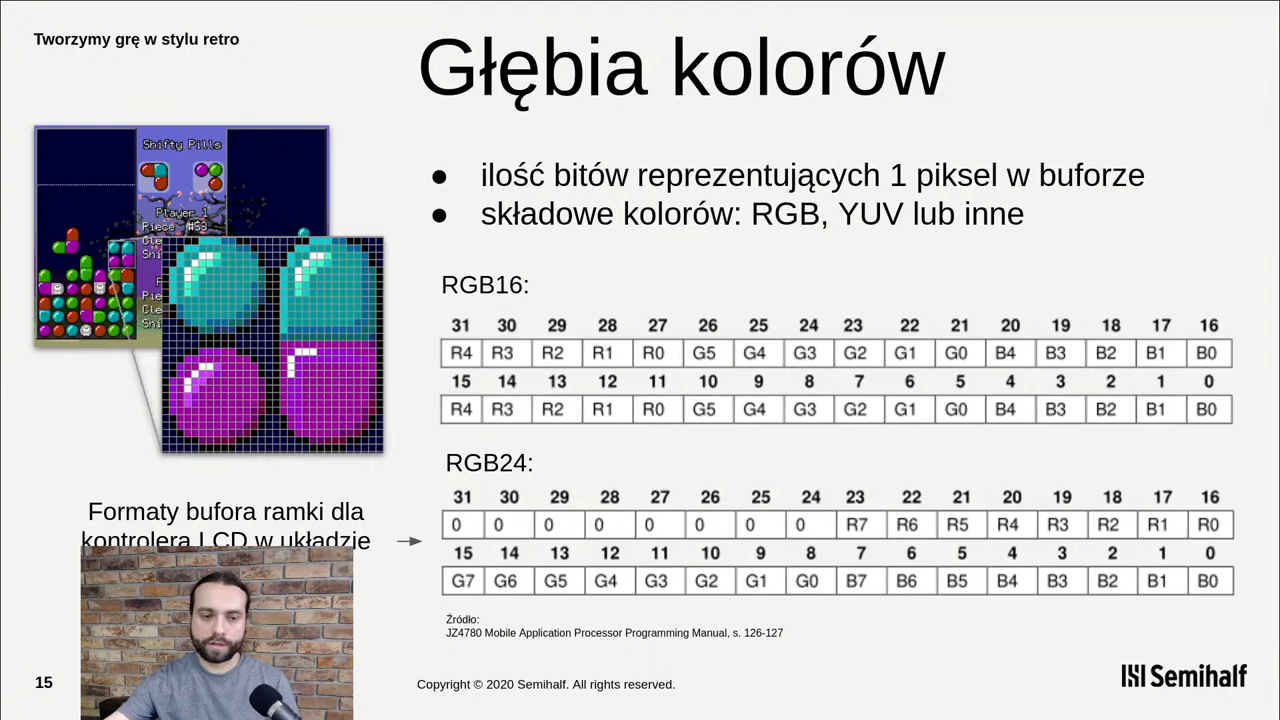 Tworzymy grę w stylu retro
Głębia kolorów
Shifty Pills
Player 1
Piece #63
Cle
Shi
P
Pie
Cle
Shi
● ilość bitów reprezentujących 1 piksel w buforze
● składowe kolorów: RGB, YUV lub inne
RGB16:
31 30 29 28 27 26 25 24 23 22 21 20 19 18 17 16
R4 R3 R2 R1 R0 G5 G4 G3 G2 G1 G0 B4 B3 B2 B1 B0
15 14 13 12 11 10 9 8 7 6 5 4 3 2 1 0
R4 R3 R2 R1 R0 G5 G4 G3 G2 G1 G0 B4 B3 B2 B1 B0
RGB24:
31 30 29 28 27 26 25 24 23 22 21 20 19 18 17 16
0 0 0 0 0 0 0 0 R7 R6 R5 R4 R3 R2 R1 R0
15 14 13 12 11 10 9 8 7 6 5 4 3 2 1 0
G7 G6 G5 G4 G3 G2 G1 G0 B7 B6 B5 B4 B3 B2 B1 B0
Formaty bufora ramki dla
kontrolera LCD w układzie
Źródło:
JZ4780 Mobile Application Processor Programming Manual, s. 126-127
15
Copyright © 2020 Semihalf. All rights reserved.
Semihalf